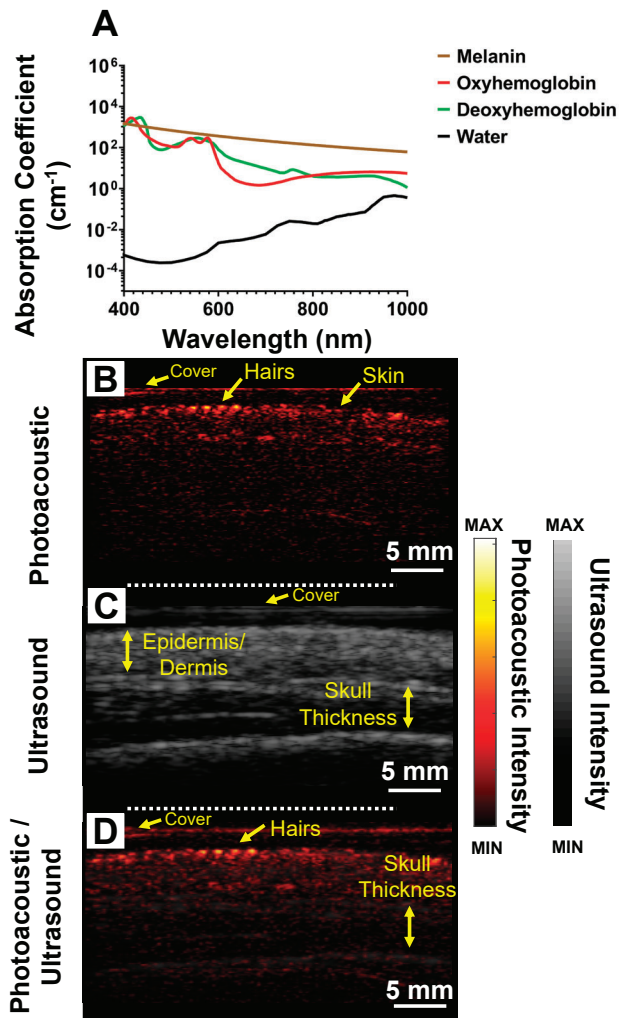 A
Absorption Coefficient
(cm⁻¹)
10⁶
10⁴
10²
10⁰
10⁻²
10⁻⁴
400
600
800
1000
Wavelength (nm)
Melanin
Oxyhemoglobin
Deoxyhemoglobin
Water
B
Photoacoustic
Cover
Hairs
Skin
5 mm
C
Ultrasound
Cover
Epidermis/
Dermis
Skull
Thickness
5 mm
D
Photoacoustic /
Ultrasound
Cover
Hairs
Skull
Thickness
5 mm
MAX
Photoacoustic Intensity
MIN
MAX
Ultrasound Intensity
MIN